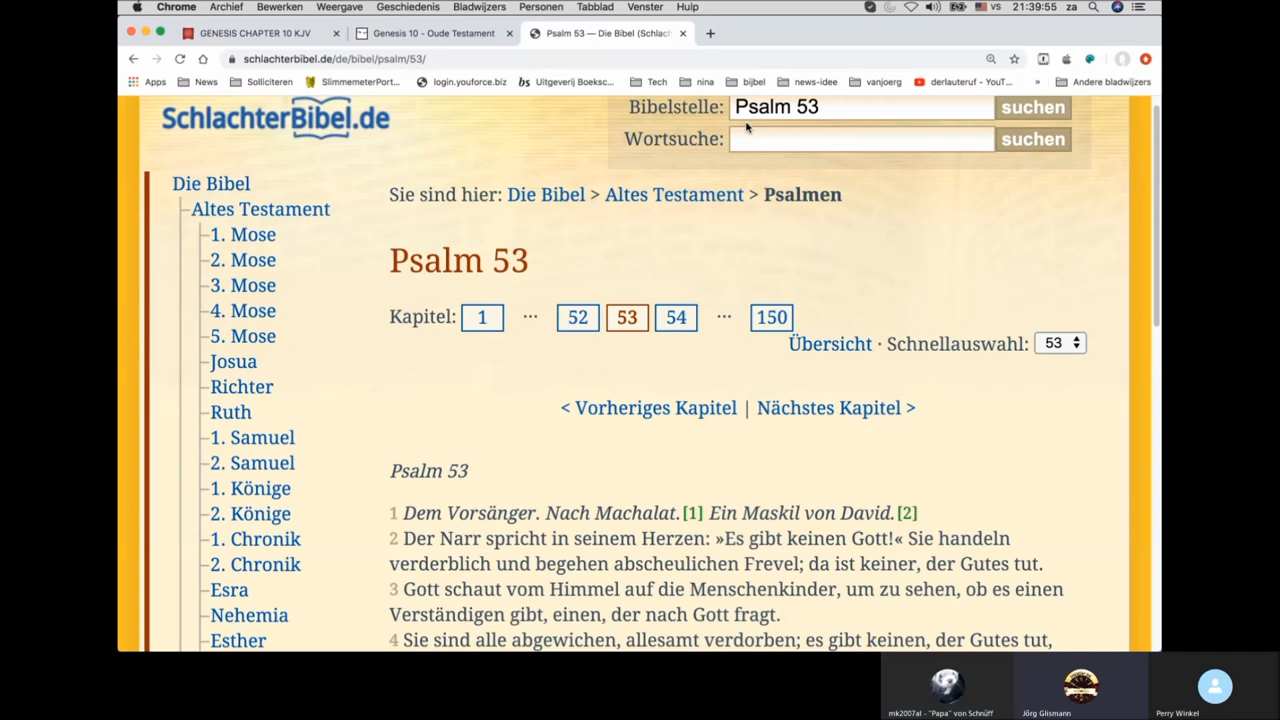 Chrome Archief Bewerken Weergave Geschiedenis Bladwijzers Personen Tabblad Venster Help VS 21:39:55 za
GENESIS CHAPTER 10 KJV Genesis 10 - Oude Testament Psalm 53 — Die Bibel (Schlach
schlachterbibel.de/de/bibel/psalm/53/
Apps News Solliciteren SlimmemeterPort... login.youforce.biz bs Uitgeverij Boeksc... Tech nina bijbel news-idee vanjoerg derlauteruf - YouT... » Andere bladwijzers
SchlachterBibel.de
Bibelstelle: Psalm 53 suchen
Wortsuche: suchen
Die Bibel
Altes Testament
1. Mose
2. Mose
3. Mose
4. Mose
5. Mose
Josua
Richter
Ruth
1. Samuel
2. Samuel
1. Könige
2. Könige
1. Chronik
2. Chronik
Esra
Nehemia
Esther
Sie sind hier: Die Bibel > Altes Testament > Psalmen
Psalm 53
Kapitel: 1 ··· 52 53 54 ··· 150
Übersicht · Schnellauswahl: 53
< Vorheriges Kapitel | Nächstes Kapitel >
Psalm 53
1 Dem Vorsänger. Nach Machalat.[1] Ein Maskil von David.[2]
2 Der Narr spricht in seinem Herzen: »Es gibt keinen Gott!« Sie handeln
verderblich und begehen abscheulichen Frevel; da ist keiner, der Gutes tut.
3 Gott schaut vom Himmel auf die Menschenkinder, um zu sehen, ob es einen
Verständigen gibt, einen, der nach Gott fragt.
4 Sie sind alle abgewichen, allesamt verdorben; es gibt keinen, der Gutes tut,
mk2007al - "Papa" von Schnüff Jörg Glismann Perry Winkel